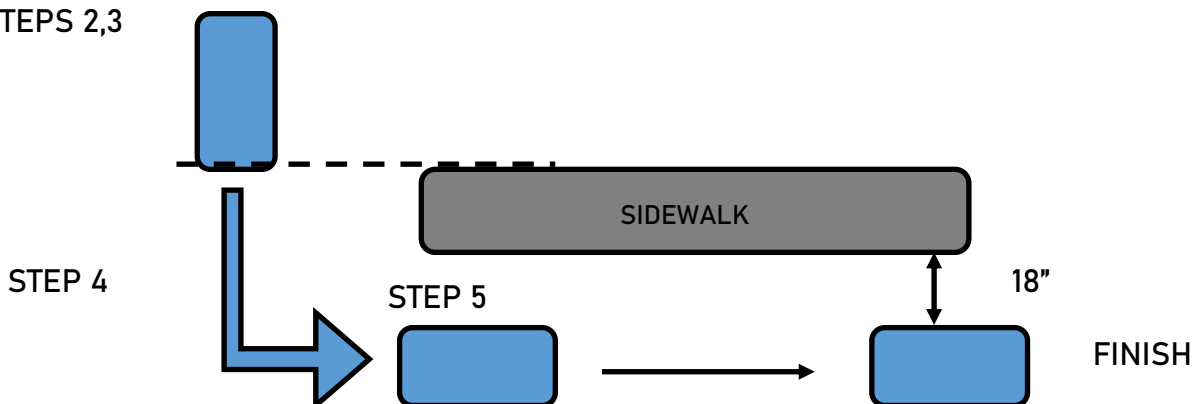 TEPS 2,3
SIDEWALK
STEP 4
18”
STEP 5
FINISH